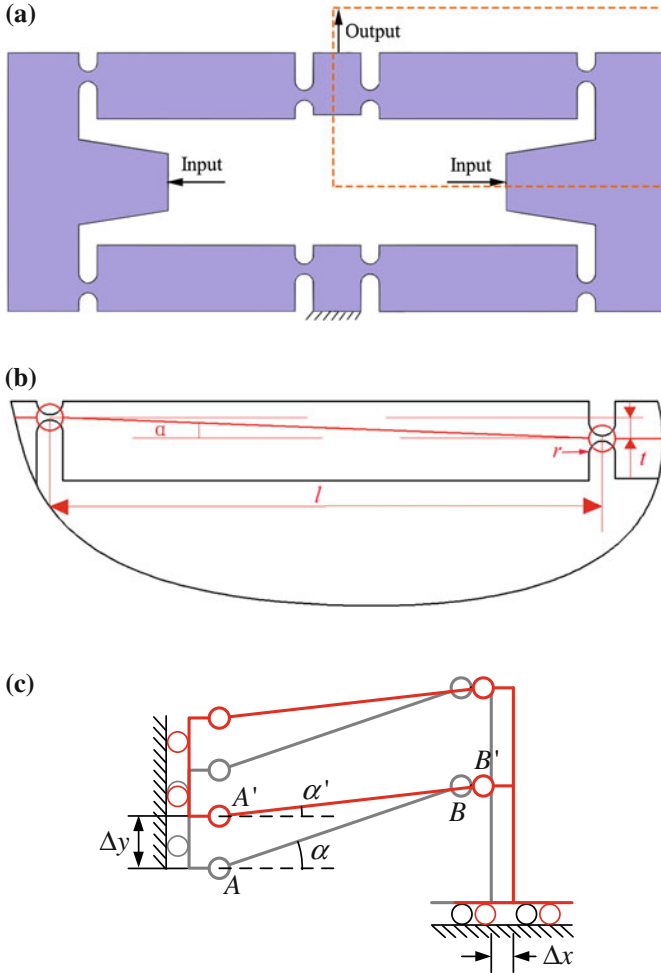 (a)
Output
Input
Input
(b)
α
r
t
l
(c)
A'
α'
B'
B
Δy
α
A
Δx